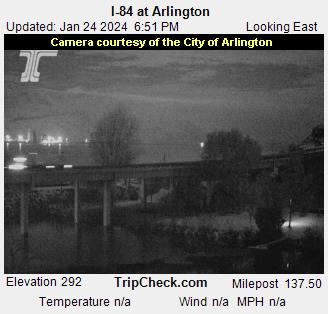 I-84 at Arlington
Updated: Jan 24 2024 6:51 PM Looking East
Camera courtesy of the City of Arlington
Elevation 292 TripCheck.com Milepost 137.50
Temperature n/a Wind n/a MPH n/a